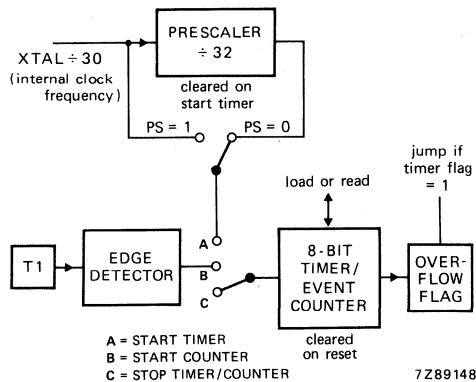 PRESCALER
÷ 32
XTAL ÷ 30
(internal clock
frequency)
cleared on
start timer
PS = 1
PS = 0
jump if
timer flag
= 1
load or read
T1
EDGE
DETECTOR
A
B
C
8-BIT
TIMER/
EVENT
COUNTER
OVER-
FLOW
FLAG
cleared
on reset
A = START TIMER
B = START COUNTER
C = STOP TIMER/COUNTER
7Z89148